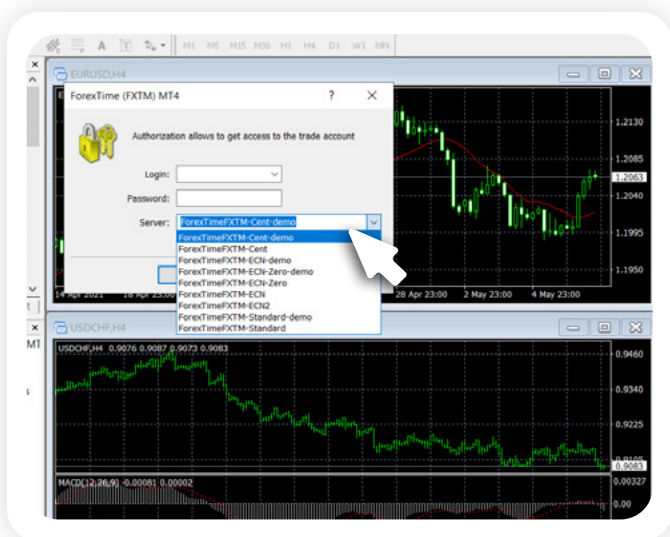 A T M1 M5 M15 M30 H1 H4 D1 W1 MN
EURUSD,H4
ForexTime (FXTM) MT4 ? ×
Authorization allows to get access to the trade account
Login:
Password:
Server: ForexTimeFXTM-Cent-demo
ForexTimeFXTM-Cent-demo
ForexTimeFXTM-Cent
ForexTimeFXTM-ECN-demo
ForexTimeFXTM-ECN-Zero-demo
ForexTimeFXTM-ECN-Zero
ForexTimeFXTM-ECN
ForexTimeFXTM-ECN2
ForexTimeFXTM-Standard-demo
ForexTimeFXTM-Standard
1.2130
1.2085
1.2063
1.2040
1.1995
1.1950
14 Apr 2021 28 Apr 23:00 2 May 23:00 4 May 23:00
MT
USDCHF,H4
USDCHF,H4 0.9076 0.9087 0.9073 0.9083
0.9460
0.9340
0.9225
0.9105
0.9083
MACD(12,26,9) -0.00081 0.00002
0.00327
0.00